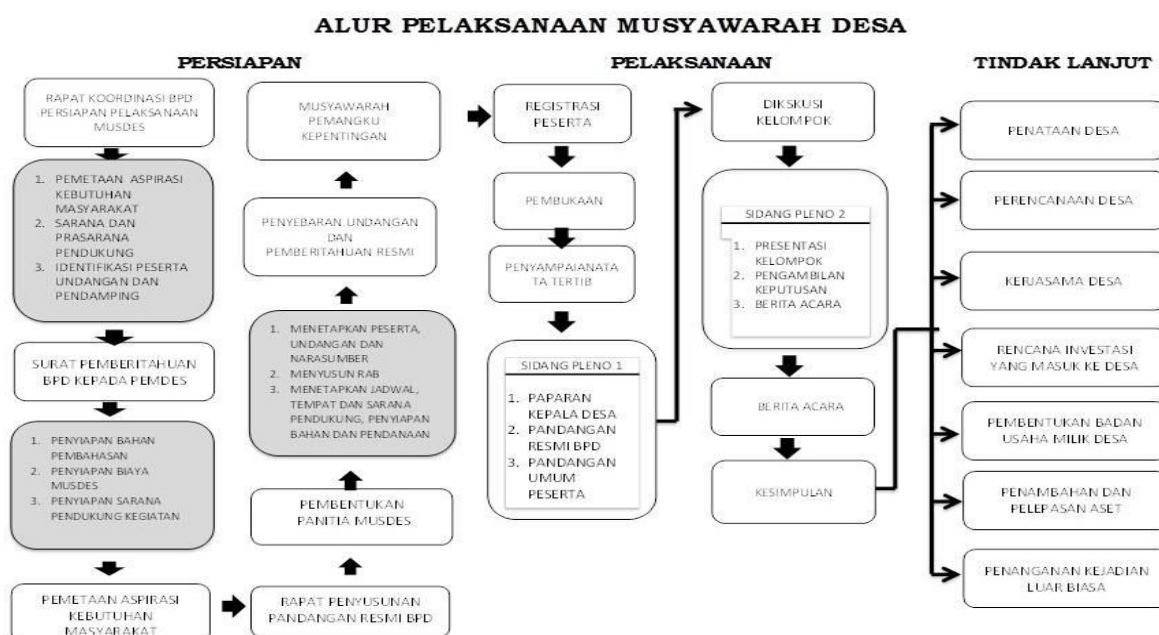 ALUR PELAKSANAAN MUSYAWARAH DESA
PERSIAPAN
RAPAT KOORDINASI BPD
PERSIAPAN PELAKSANAAN
MUSDES
1. PEMETAAN ASPIRASI
KEBUTUHAN
MASYARAKAT
2. SARANA DAN
PRASARANA
PENDUKUNG
3. IDENTIFIKASI PESERTA
UNDANGAN DAN
PENDAMPING
SURAT PEMBERITAHUAN
BPD KEPADA PEMDES
1. PENYIAPAN BAHAN
PEMBAHASAN
2. PENYIAPAN BIAYA
MUSDES
3. PENYIAPAN SARANA
PENDUKUNG KEGIATAN
PEMETAAN ASPIRASI
KEBUTUHAN
MASYARAKAT
RAPAT PENYUSUNAN
PANDANGAN RESMI BPD
PEMBENTUKAN
PANITIA MUSDES
1. MENETAPKAN PESERTA,
UNDANGAN DAN
NARASUMBER
2. MENYUSUN RAB
3. MENETAPKAN JADWAL,
TEMPAT DAN SARANA
PENDUKUNG, PENYIAPAN
BAHAN DAN PENDANAAN
PENYEBARAN UNDANGAN
DAN
PEMBERITAHUAN RESMI
MUSYAWARAH
PEMANGKU
KEPENTINGAN
PELAKSANAAN
REGISTRASI
PESERTA
PEMBUKAAN
PENYAMPAIANATA
TA TERTIB
SIDANG PLENO 1
1. PAPARAN
KEPALA DESA
2. PANDANGAN
RESMI BPD
3. PANDANGAN
UMUM
PESERTA
DIKSKUSI
KELOMPOK
SIDANG PLENO 2
1. PRESENTASI
KELOMPOK
2. PENGAMBILAN
KEPUTUSAN
3. BERITA ACARA
BERITA ACARA
KESIMPULAN
TINDAK LANJUT
PENATAAN DESA
PERENCANAAN DESA
KERJASAMA DESA
RENCANA INVESTASI
YANG MASUK KE DESA
PEMBENTUKAN BADAN
USAHA MILIK DESA
PENAMBAHAN DAN
PELEPASAN ASET
PENANGANAN KEJADIAN
LUAR BIASA